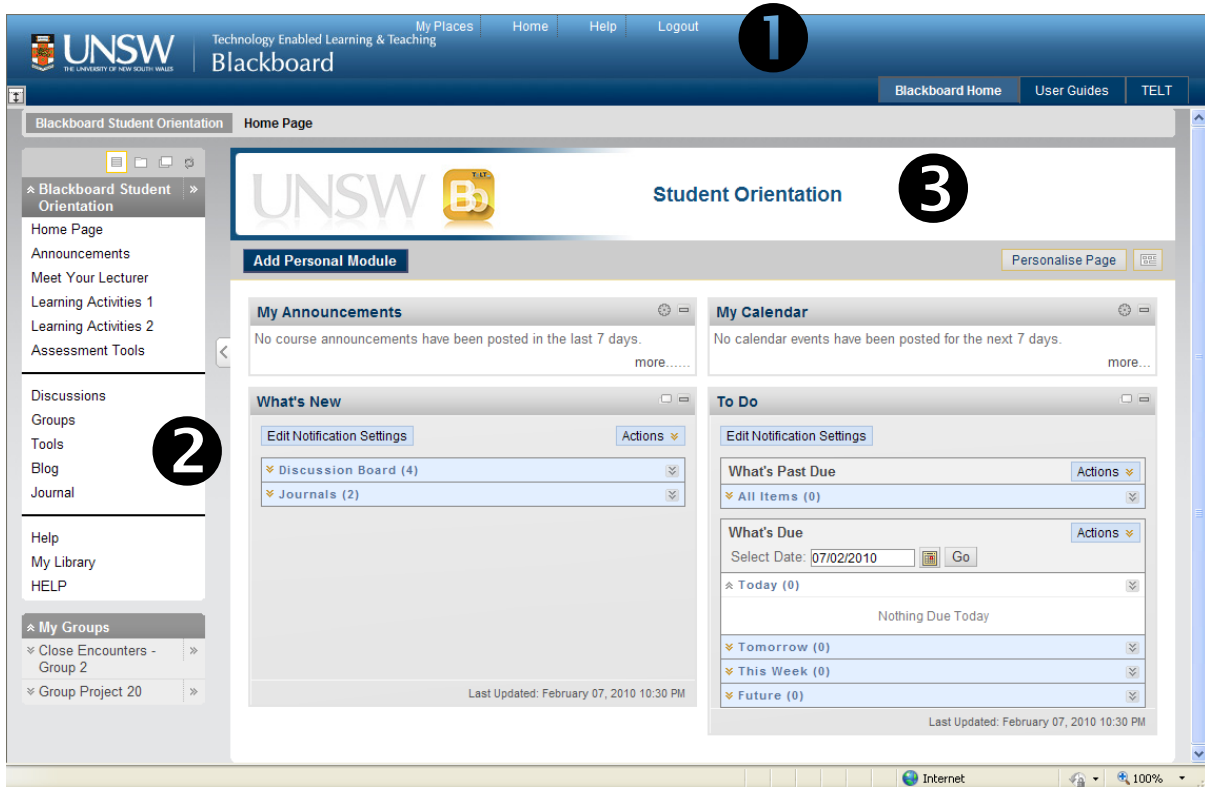 My Places Home Help Logout
UNSW
THE UNIVERSITY OF NEW SOUTH WALES
Technology Enabled Learning & Teaching
Blackboard
1
Blackboard Home User Guides TELT
Blackboard Student Orientation Home Page
Blackboard Student Orientation
Home Page
Announcements
Meet Your Lecturer
Learning Activities 1
Learning Activities 2
Assessment Tools
Discussions
Groups
Tools
Blog
Journal
2
Help
My Library
HELP
My Groups
Close Encounters -
Group 2
Group Project 20
UNSW
TELT
Bb
Student Orientation
3
Add Personal Module
Personalise Page
My Announcements
No course announcements have been posted in the last 7 days.
more......
My Calendar
No calendar events have been posted for the next 7 days.
more...
What's New
Edit Notification Settings Actions
Discussion Board (4)
Journals (2)
Last Updated: February 07, 2010 10:30 PM
To Do
Edit Notification Settings
What's Past Due Actions
All Items (0)
What's Due Actions
Select Date: 07/02/2010 Go
Today (0)
Nothing Due Today
Tomorrow (0)
This Week (0)
Future (0)
Last Updated: February 07, 2010 10:30 PM
Internet 100%